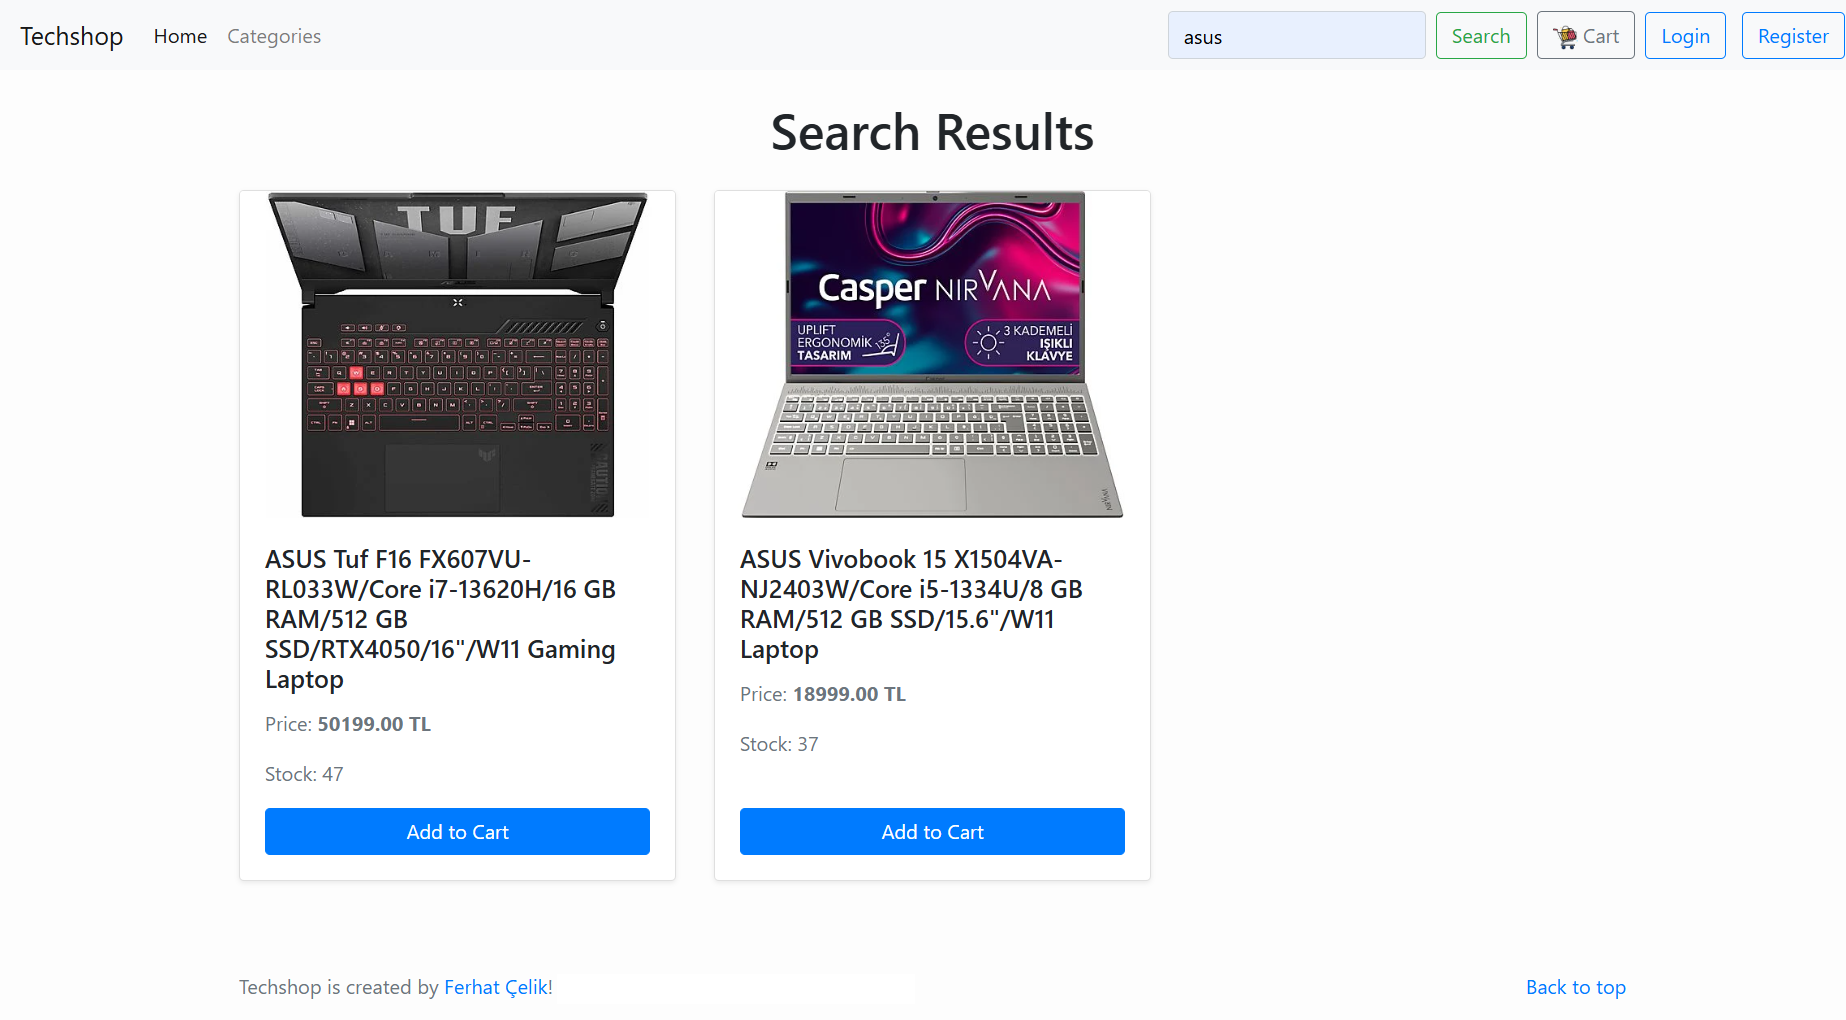 Techshop Home Categories asus Search Cart Login Register
Search Results
TUF
Casper NIRVANA
UPLIFT
ERGONOMİK
TASARIM
135°
3 KADEMELİ
IŞIKLI
KLAVYE
NIRVANA
ASUS Tuf F16 FX607VU-
RL033W/Core i7-13620H/16 GB
RAM/512 GB
SSD/RTX4050/16"/W11 Gaming
Laptop
Price: 50199.00 TL
Stock: 47
Add to Cart
ASUS Vivobook 15 X1504VA-
NJ2403W/Core i5-1334U/8 GB
RAM/512 GB SSD/15.6"/W11
Laptop
Price: 18999.00 TL
Stock: 37
Add to Cart
Techshop is created by Ferhat Çelik!
Back to top